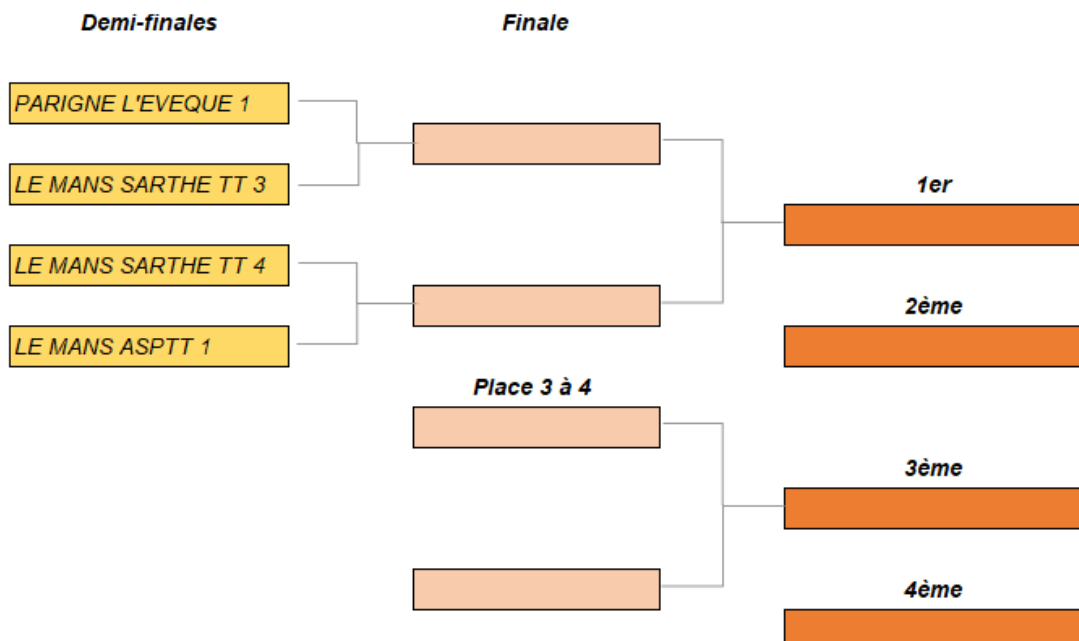 Demi-finales
Finale
PARIGNE L'EVEQUE 1
LE MANS SARTHE TT 3
1er
LE MANS SARTHE TT 4
2ème
LE MANS ASPTT 1
Place 3 à 4
3ème
4ème